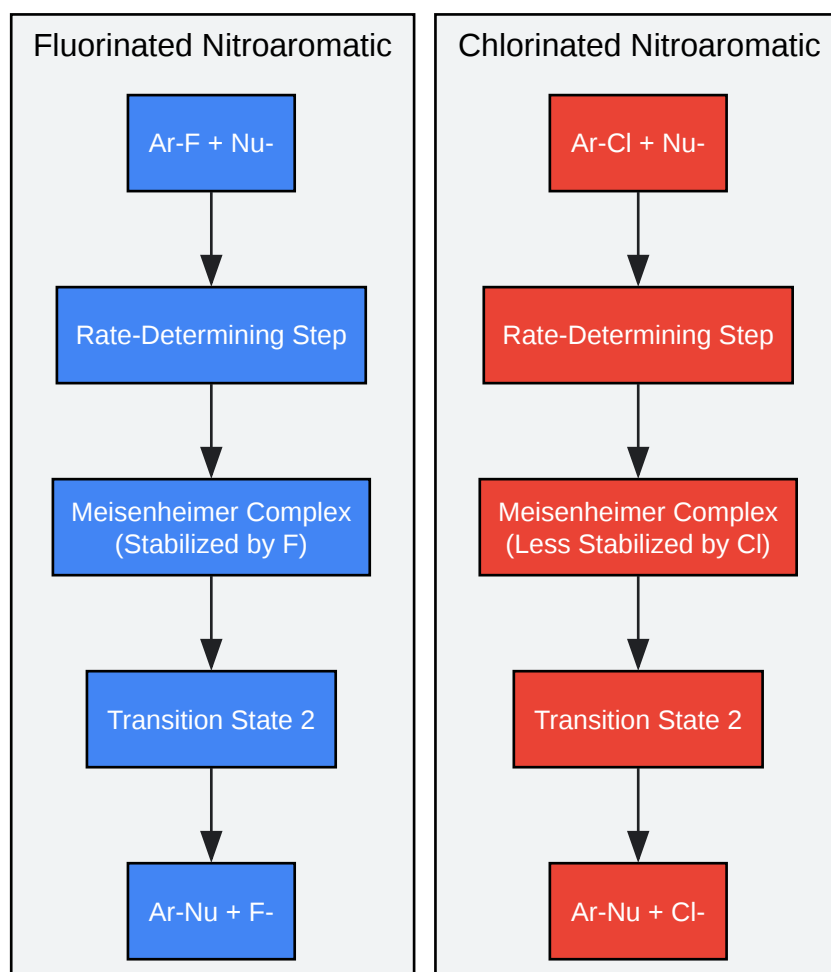 Fluorinated Nitroaromatic
Ar-F + Nu-
Rate-Determining Step
Meisenheimer Complex
(Stabilized by F)
Transition State 2
Ar-Nu + F-
Chlorinated Nitroaromatic
Ar-Cl + Nu-
Rate-Determining Step
Meisenheimer Complex
(Less Stabilized by Cl)
Transition State 2
Ar-Nu + Cl-